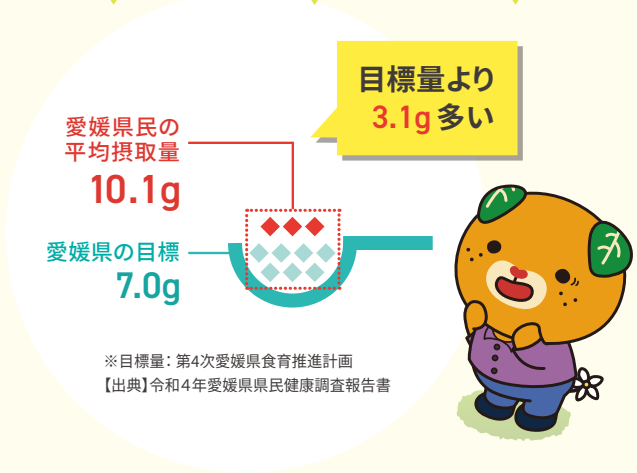 目標量より
3.1g 多い
愛媛県民の
平均摂取量
10.1g
愛媛県の目標
7.0g
※目標量：第4次愛媛県食育推進計画
【出典】令和4年愛媛県県民健康調査報告書